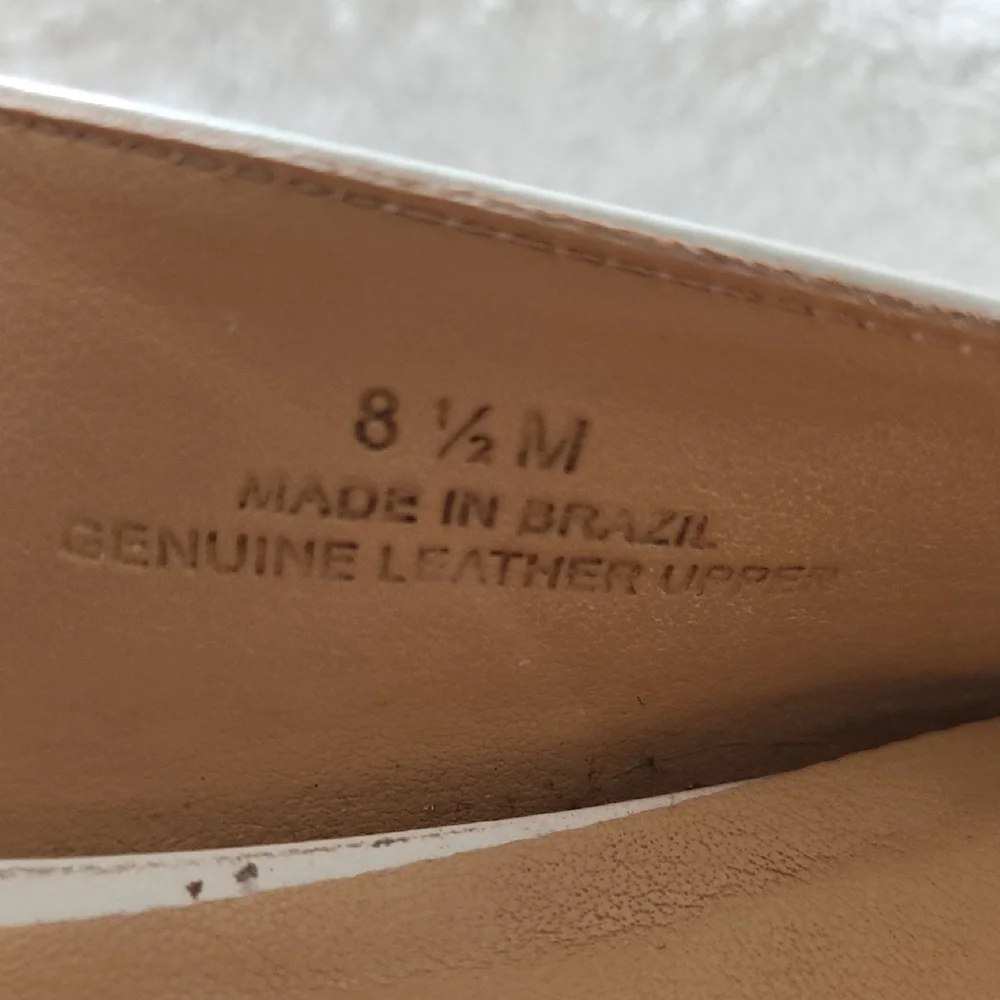 8 ½ M
MADE IN BRAZIL
GENUINE LEATHER UPPER